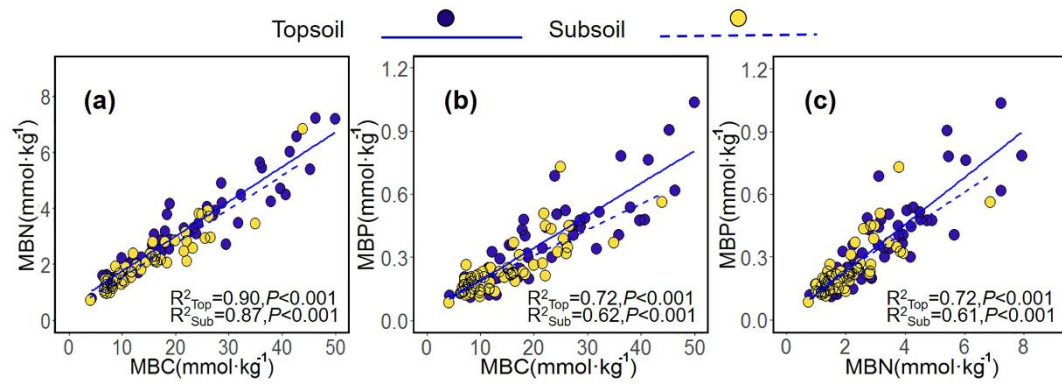 Topsoil Subsoil
(a)
MBN(mmol·kg⁻¹)
8
6
4
2
0
R²Top=0.90,P<0.001
R²Sub=0.87,P<0.001
0 10 20 30 40 50
MBC(mmol·kg⁻¹)
(b)
MBP(mmol·kg⁻¹)
1.2
0.9
0.6
0.3
0.0
R²Top=0.72,P<0.001
R²Sub=0.62,P<0.001
0 10 20 30 40 50
MBC(mmol·kg⁻¹)
(c)
MBP(mmol·kg⁻¹)
1.2
0.9
0.6
0.3
0.0
R²Top=0.72,P<0.001
R²Sub=0.61,P<0.001
0 2 4 6 8
MBN(mmol·kg⁻¹)